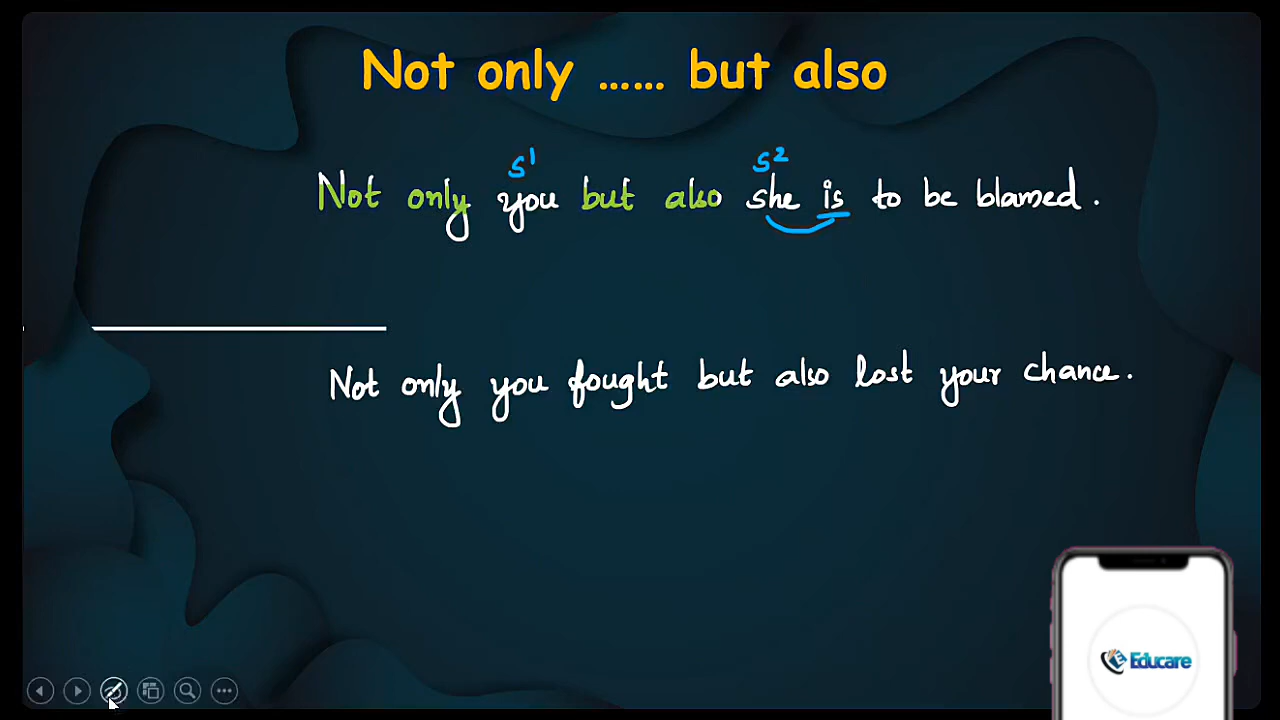 Not only ...... but also
S1 S2
Not only you but also she is to be blamed.
Not only you fought but also lost your chance.
Educare